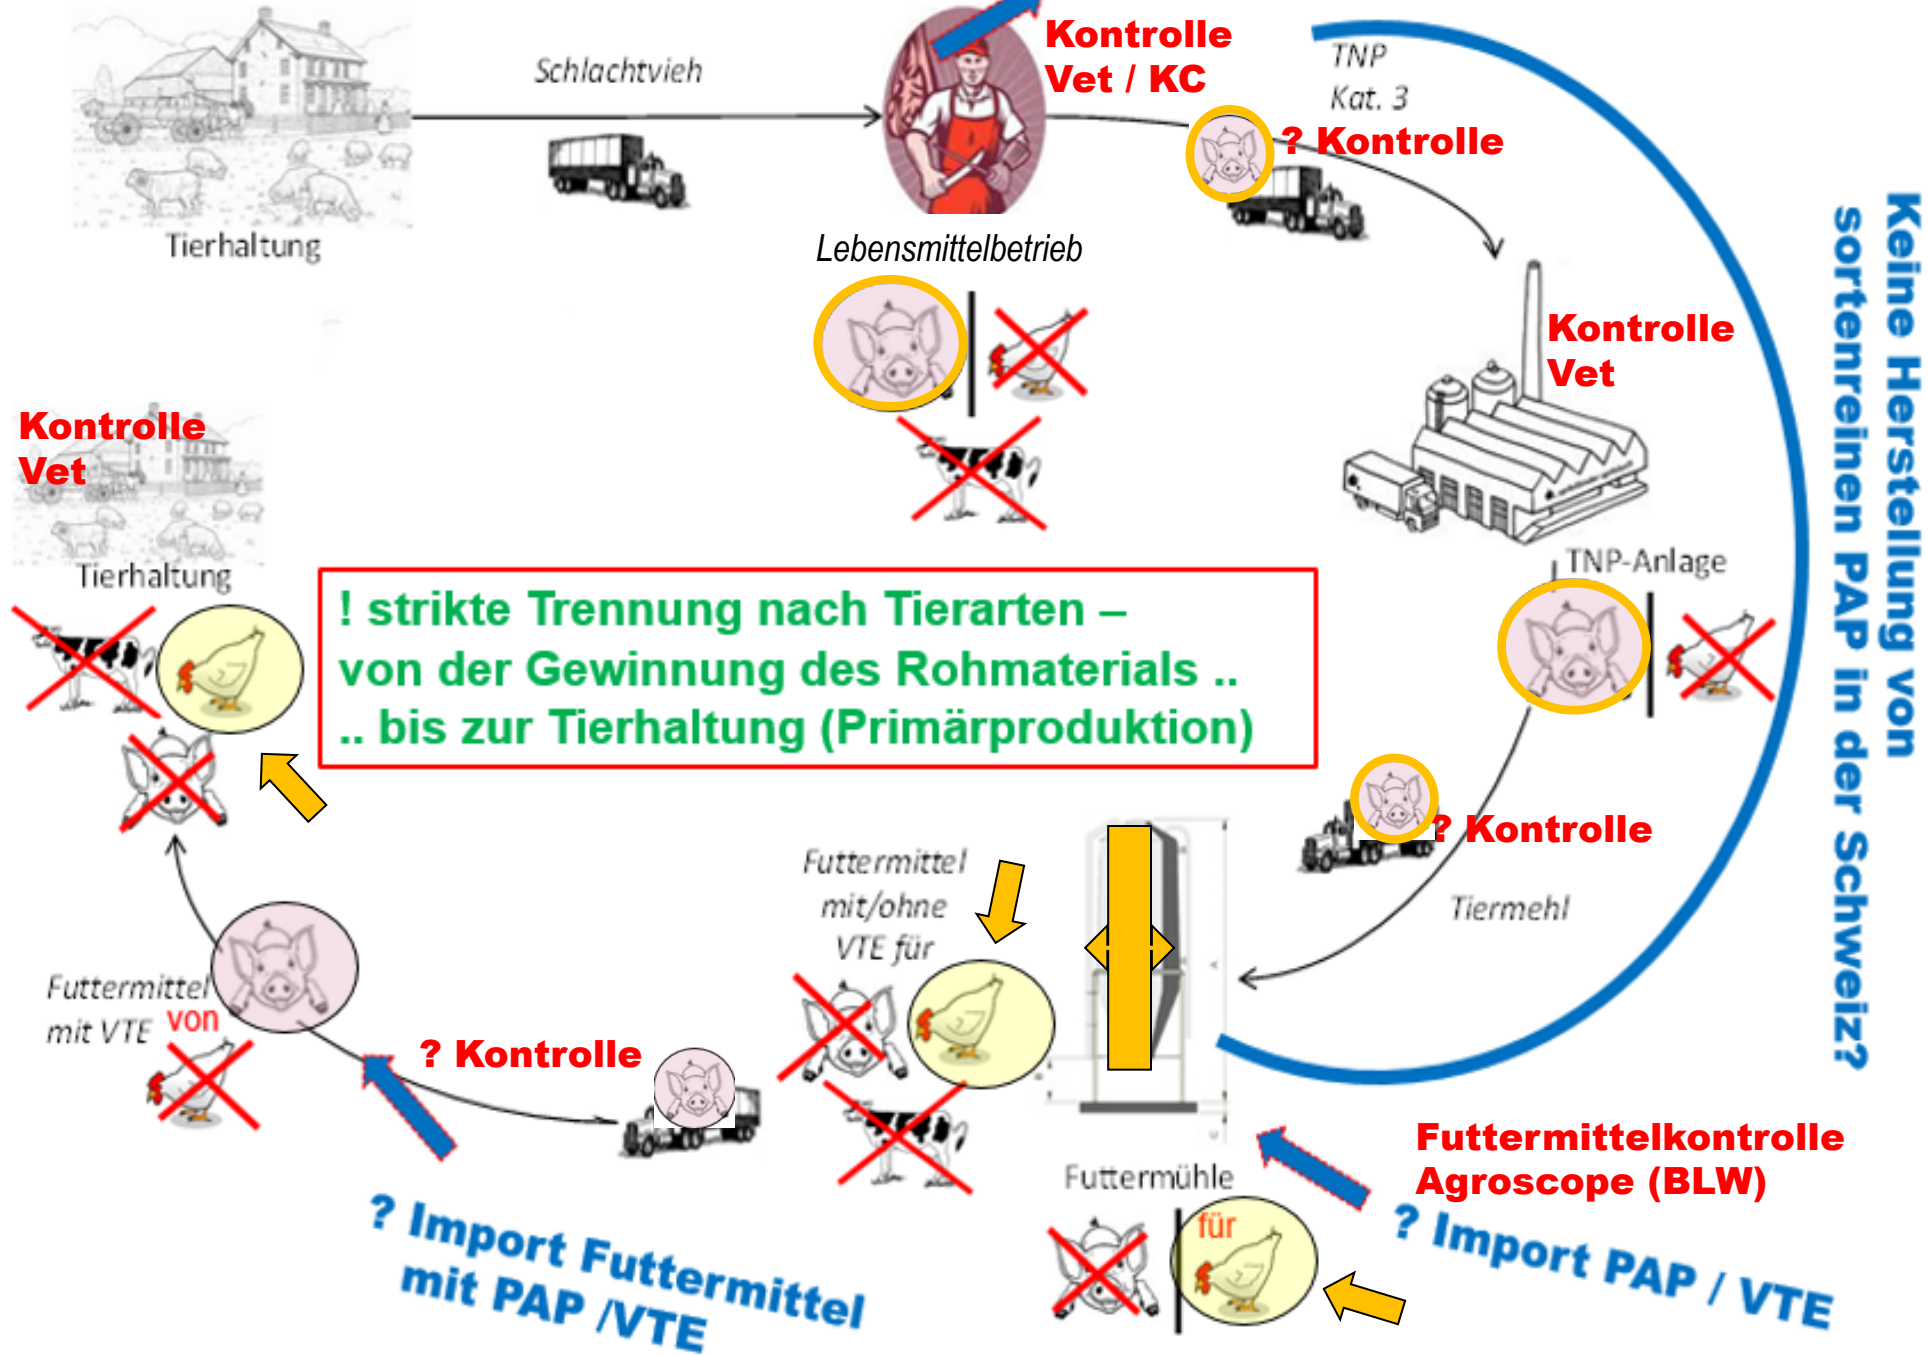 Schlachtvieh
Kontrolle
Vet / KC
TNP
Kat. 3
? Kontrolle
Tierhaltung
Lebensmittelbetrieb
Kontrolle
Vet
Keine Herstellung von
sortenreinen PAP in der Schweiz?
Kontrolle
Vet
Tierhaltung
TNP-Anlage
! strikte Trennung nach Tierarten –
von der Gewinnung des Rohmaterials ..
.. bis zur Tierhaltung (Primärproduktion)
? Kontrolle
Tiermehl
Futtermittel
mit/ohne
VTE für
Futtermittel
mit VTE von
? Kontrolle
Futtermühle
für
Futtermittelkontrolle
Agroscope (BLW)
? Import Futtermittel
mit PAP /VTE
? Import PAP / VTE